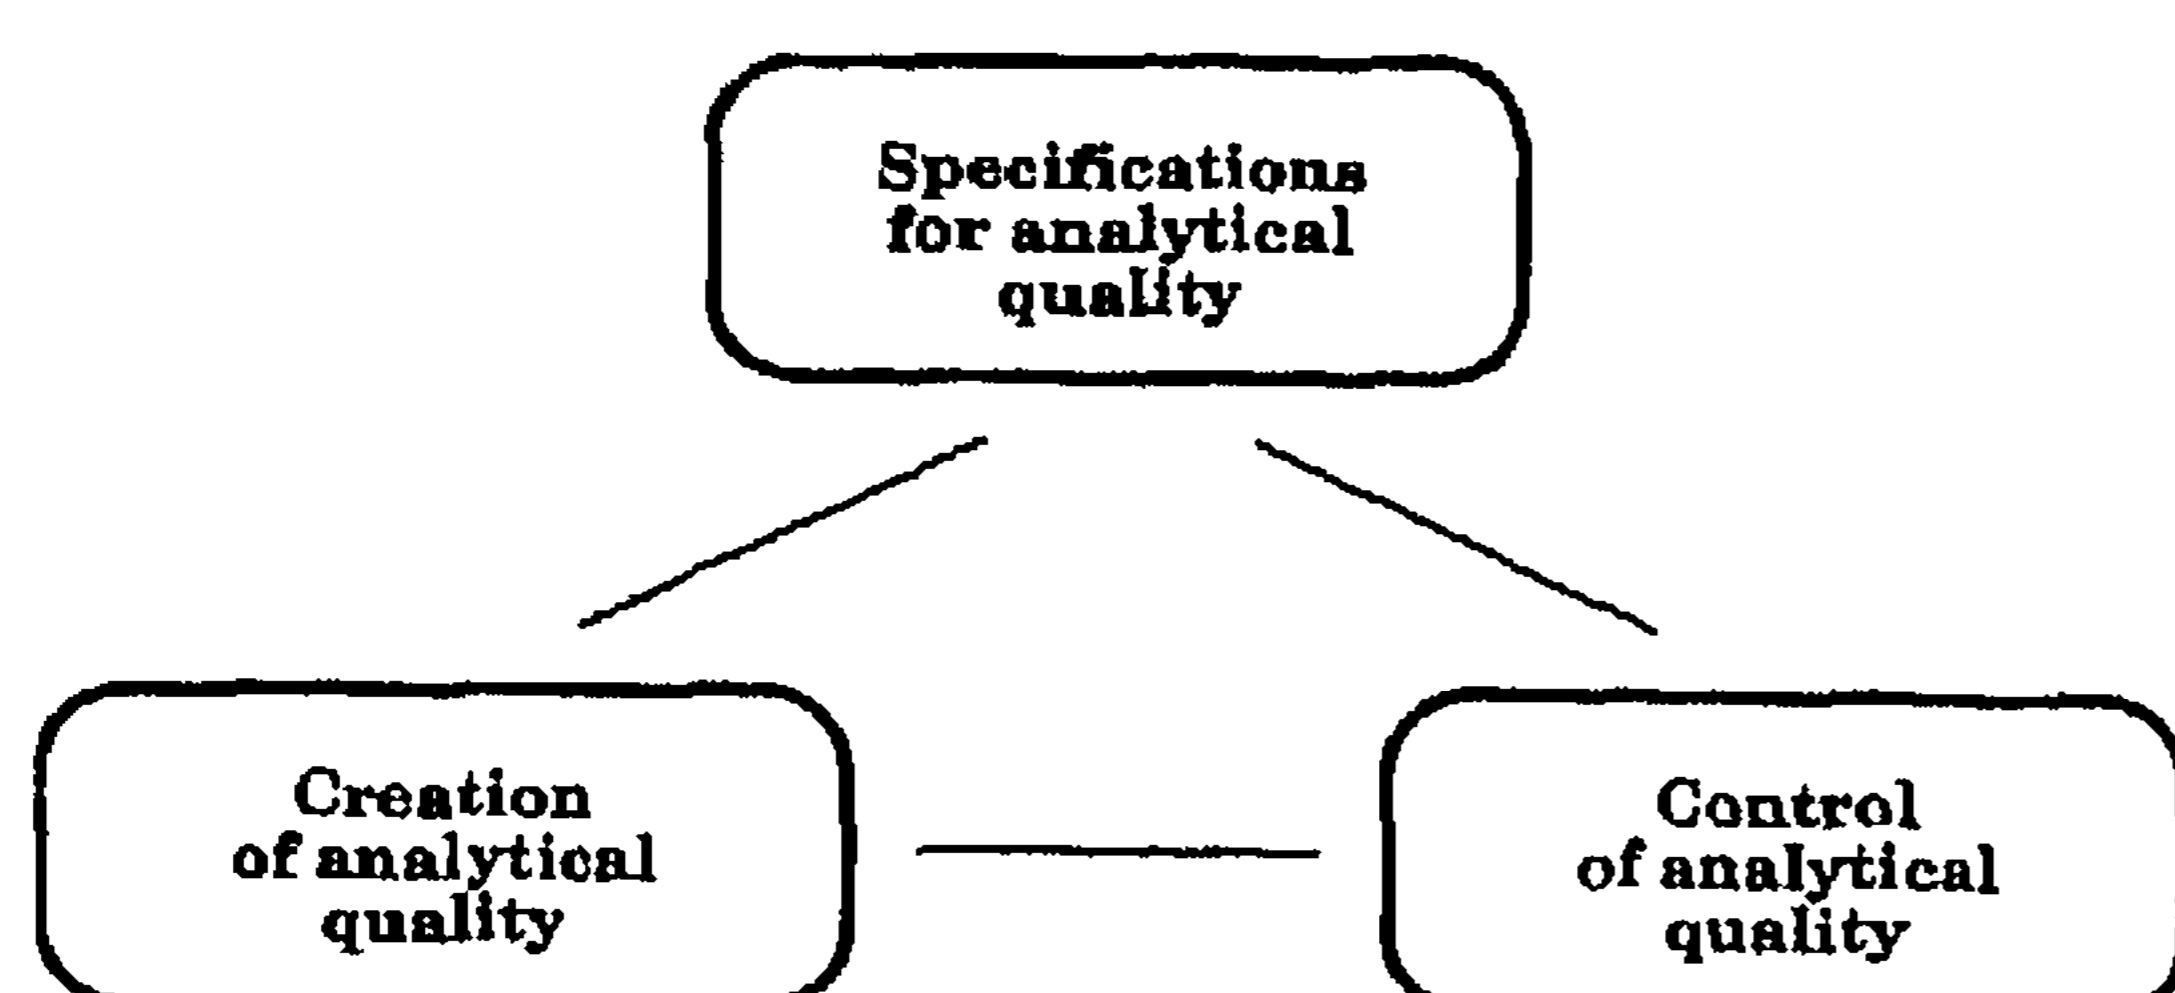 Specifications
for analytical
quality
Creation
of analytical
quality
Control
of analytical
quality